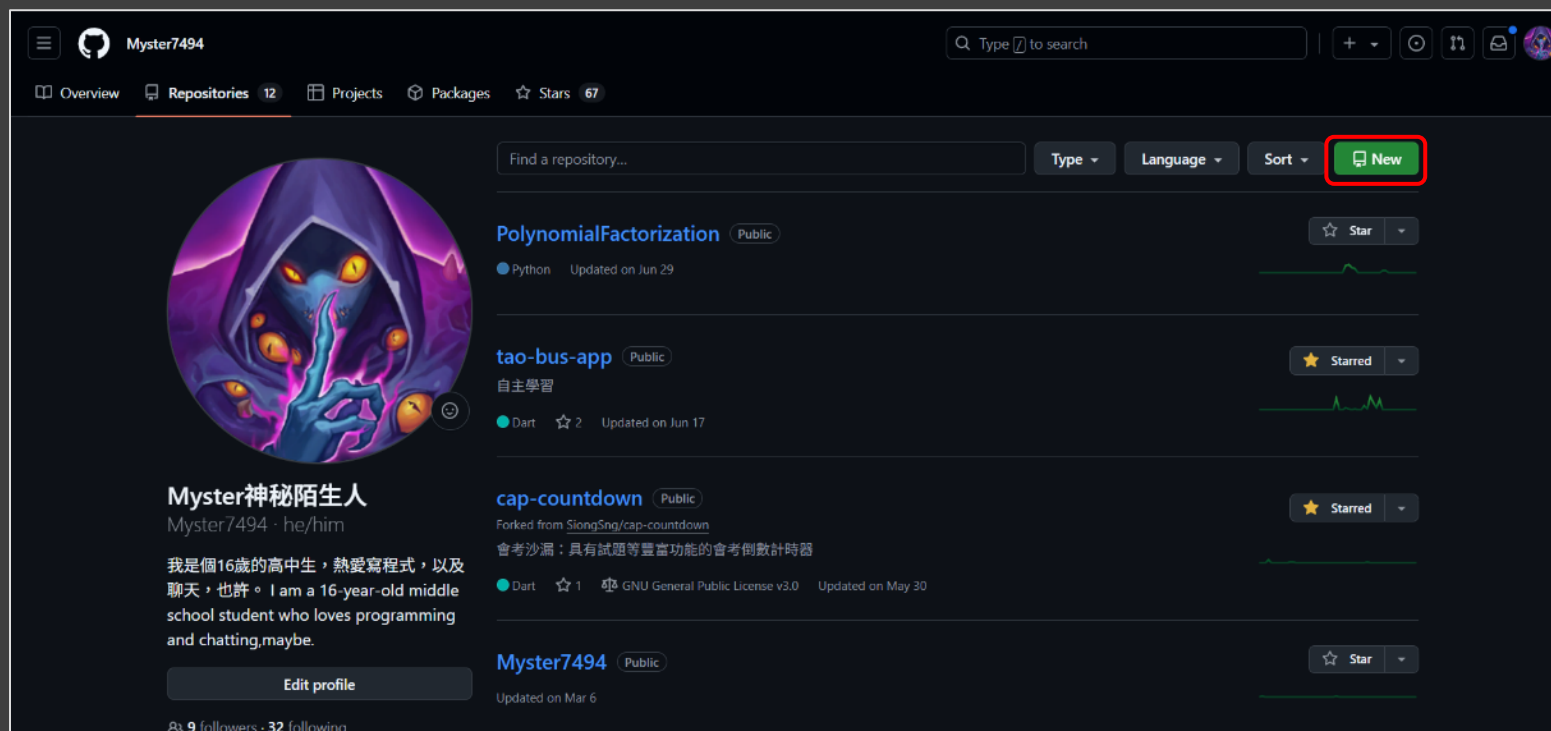 Myster7494
Type / to search
Overview
Repositories 12
Projects
Packages
Stars 67
Find a repository...
Type
Language
Sort
New
PolynomialFactorization Public
Star
Python Updated on Jun 29
tao-bus-app Public
Starred
自主學習
Dart 2 Updated on Jun 17
cap-countdown Public
Starred
Forked from SiongSng/cap-countdown
會考沙漏：具有試題等豐富功能的會考倒數計時器
Dart 1 GNU General Public License v3.0 Updated on May 30
Myster7494 Public
Star
Updated on Mar 6
Myster神秘陌生人
Myster7494 · he/him
我是個16歲的高中生，熱愛寫程式，以及
聊天，也許。 I am a 16-year-old middle
school student who loves programming
and chatting,maybe.
Edit profile
9 followers · 32 following